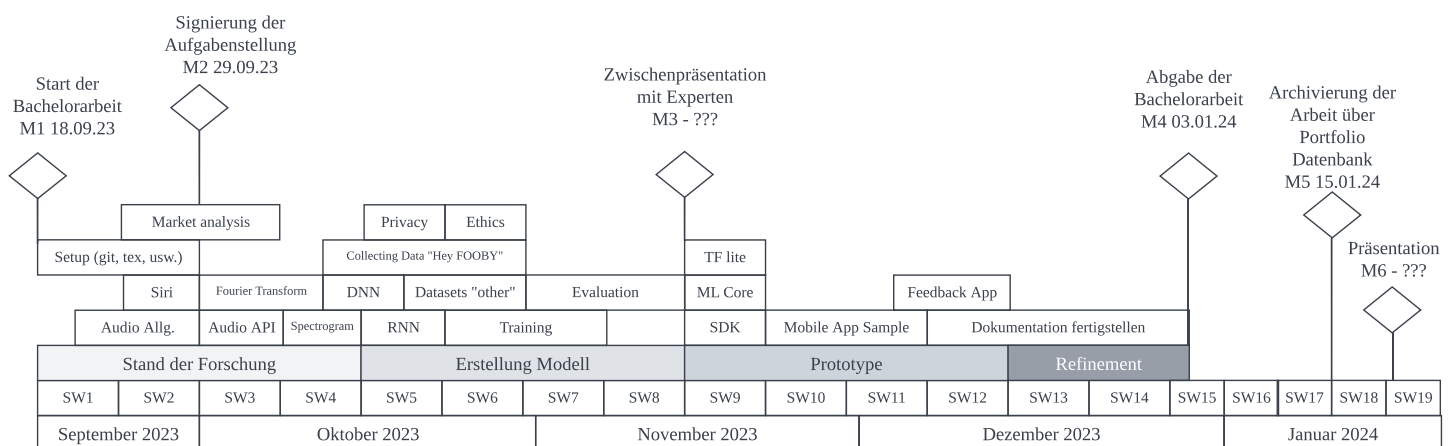 Signierung der
Aufgabenstellung
M2 29.09.23
Start der
Bachelorarbeit
M1 18.09.23
Zwischenpräsentation
mit Experten
M3 - ???
Abgabe der
Bachelorarbeit
M4 03.01.24
Archivierung der
Arbeit über
Portfolio
Datenbank
M5 15.01.24
Präsentation
M6 - ???
Market analysis
Privacy
Ethics
Setup (git, tex, usw.)
Collecting Data "Hey FOOBY"
TF lite
Siri
Fourier Transform
DNN
Datasets "other"
Evaluation
ML Core
Feedback App
Audio Allg.
Audio API
Spectrogram
RNN
Training
SDK
Mobile App Sample
Dokumentation fertigstellen
Stand der Forschung
Erstellung Modell
Prototype
Refinement
SW1
SW2
SW3
SW4
SW5
SW6
SW7
SW8
SW9
SW10
SW11
SW12
SW13
SW14
SW15
SW16
SW17
SW18
SW19
September 2023
Oktober 2023
November 2023
Dezember 2023
Januar 2024